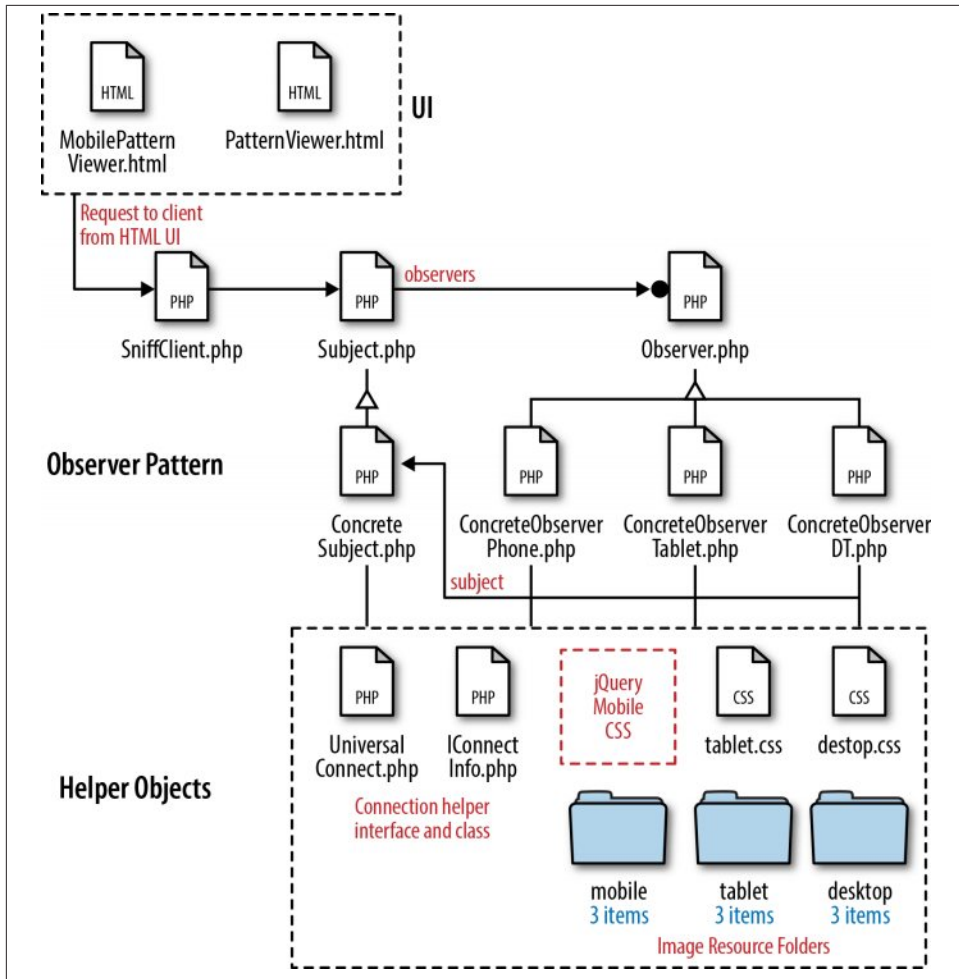 HTML
HTML
UI
MobilePattern
Viewer.html
PatternViewer.html
Request to client
from HTML UI
observers
PHP
PHP
PHP
SniffClient.php
Subject.php
Observer.php
Observer Pattern
PHP
PHP
PHP
PHP
Concrete
Subject.php
ConcreteObserver
Phone.php
ConcreteObserver
Tablet.php
ConcreteObserver
DT.php
subject
Helper Objects
PHP
PHP
jQuery
Mobile
CSS
CSS
CSS
Universal
Connect.php
IConnect
Info.php
tablet.css
destop.css
Connection helper
interface and class
mobile
3 items
tablet
3 items
desktop
3 items
Image Resource Folders